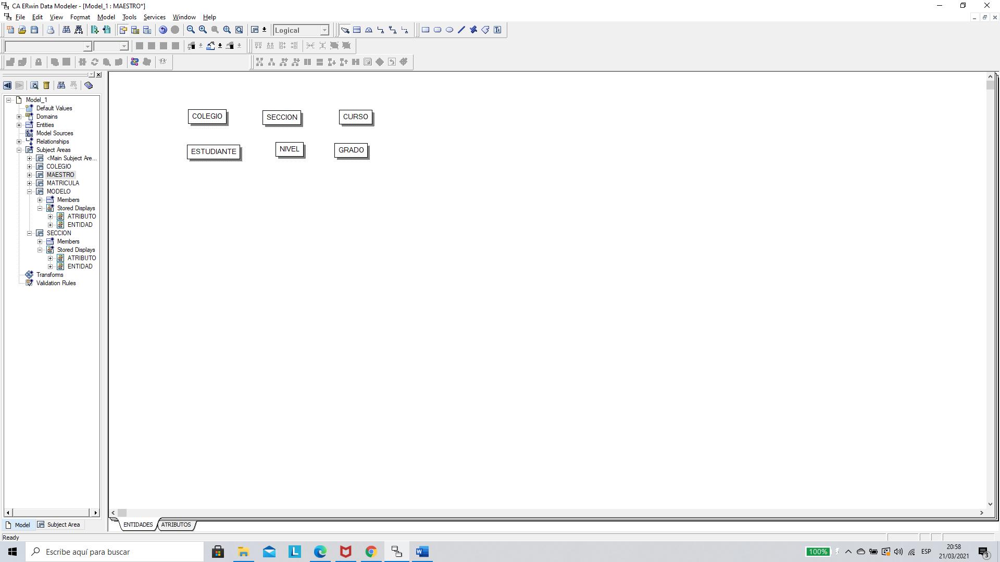 CA ERwin Data Modeler - [Model_1 : MAESTRO*]
File Edit View Format Model Tools Services Window Help
Logical
Model_1
Default Values
Domains
Entities
Model Sources
Relationships
Subject Areas
<Main Subject Are...
COLEGIO
MAESTRO
MATRICULA
MODELO
Members
Stored Displays
ATRIBUTO
ENTIDAD
SECCION
Members
Stored Displays
ATRIBUTO
ENTIDAD
Transforms
Validation Rules
Model Subject Area
COLEGIO SECCION CURSO
ESTUDIANTE NIVEL GRADO
ENTIDADES ATRIBUTOS
Ready
Escribe aquí para buscar
100%
ESP
20:58
21/03/2021
3